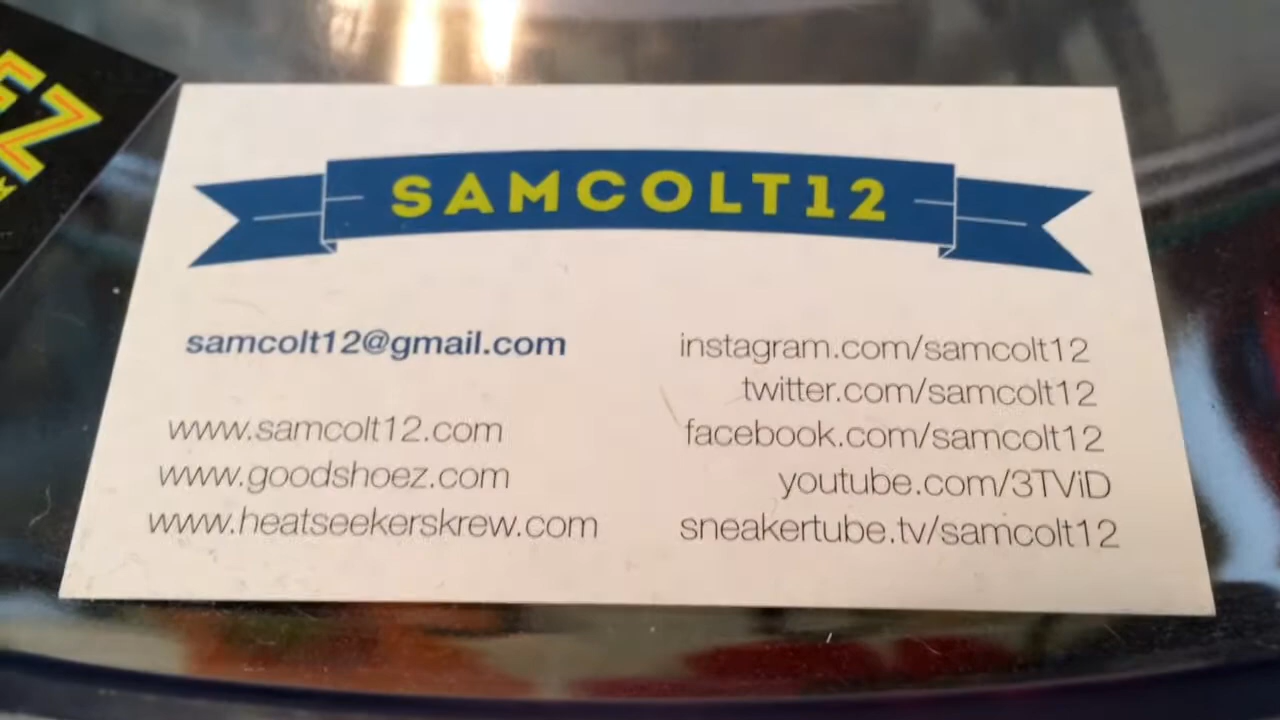 EZ
SAMCOLT12
samcolt12@gmail.com
www.samcolt12.com
www.goodshoez.com
www.heatseekerskrew.com
instagram.com/samcolt12
twitter.com/samcolt12
facebook.com/samcolt12
youtube.com/3TViD
sneakertube.tv/samcolt12